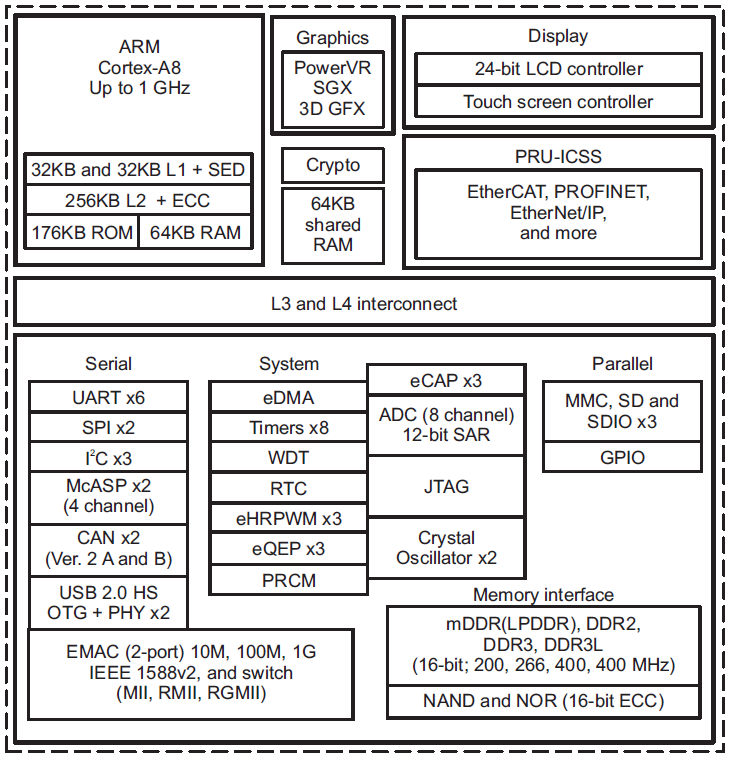 ARM
Cortex-A8
Up to 1 GHz
32KB and 32KB L1 + SED
256KB L2 + ECC
176KB ROM
64KB RAM
Graphics
PowerVR
SGX
3D GFX
Crypto
64KB
shared
RAM
Display
24-bit LCD controller
Touch screen controller
PRU-ICSS
EtherCAT, PROFINET,
EtherNet/IP,
and more
L3 and L4 interconnect
Serial
UART x6
SPI x2
I²C x3
McASP x2
(4 channel)
CAN x2
(Ver. 2 A and B)
USB 2.0 HS
OTG + PHY x2
EMAC (2-port) 10M, 100M, 1G
IEEE 1588v2, and switch
(MII, RMII, RGMII)
System
eDMA
Timers x8
WDT
RTC
eHRPWM x3
eQEP x3
PRCM
eCAP x3
ADC (8 channel)
12-bit SAR
JTAG
Crystal
Oscillator x2
Parallel
MMC, SD and
SDIO x3
GPIO
Memory interface
mDDR(LPDDR), DDR2,
DDR3, DDR3L
(16-bit; 200, 266, 400, 400 MHz)
NAND and NOR (16-bit ECC)